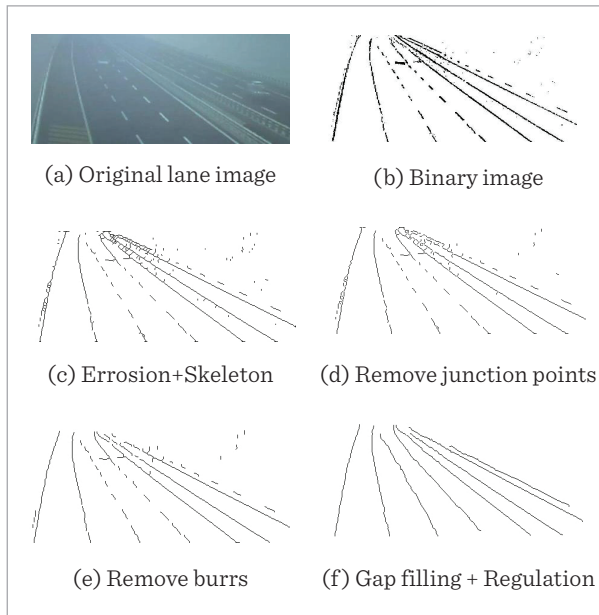 (a) Original lane image
(b) Binary image
(c) Errosion+Skeleton
(d) Remove junction points
(e) Remove burrs
(f) Gap filling + Regulation